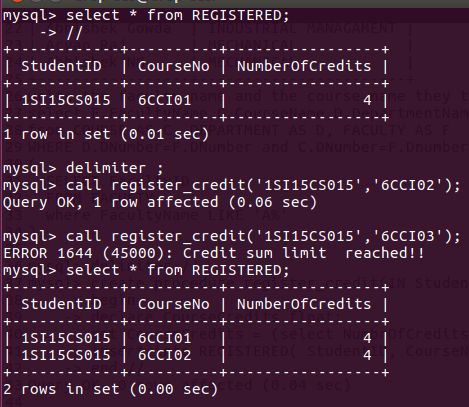 mysql> select * from REGISTERED;
    -> //
+------------+----------+-----------------+
| StudentID | CourseNo | NumberOfCredits |
+------------+----------+-----------------+
| 1SI15CS015 | 6CCI01 | 4 |
+------------+----------+-----------------+
1 row in set (0.01 sec)
mysql> delimiter ;
mysql> call register_credit('1SI15CS015','6CCI02');
Query OK, 1 row affected (0.06 sec)
mysql> call register_credit('1SI15CS015','6CCI03');
ERROR 1644 (45000): Credit sum limit  reached!!
mysql> select * from REGISTERED;
+------------+----------+-----------------+
| StudentID | CourseNo | NumberOfCredits |
+------------+----------+-----------------+
| 1SI15CS015 | 6CCI01 | 4 |
| 1SI15CS015 | 6CCI02 | 4 |
+------------+----------+-----------------+
2 rows in set (0.00 sec)